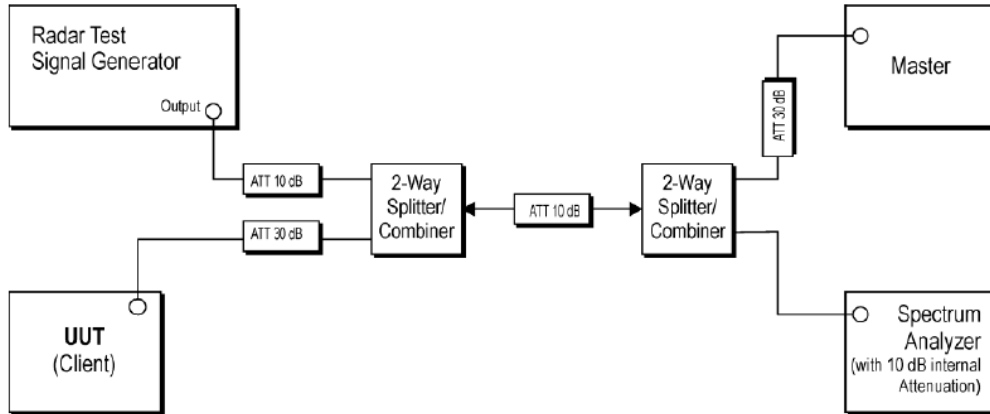 Radar Test
Signal Generator
Output
ATT 10 dB
ATT 30 dB
UUT
(Client)
2-Way
Splitter/
Combiner
ATT 10 dB
2-Way
Splitter/
Combiner
ATT 30 dB
Master
Spectrum
Analyzer
(with 10 dB internal
Attenuation)